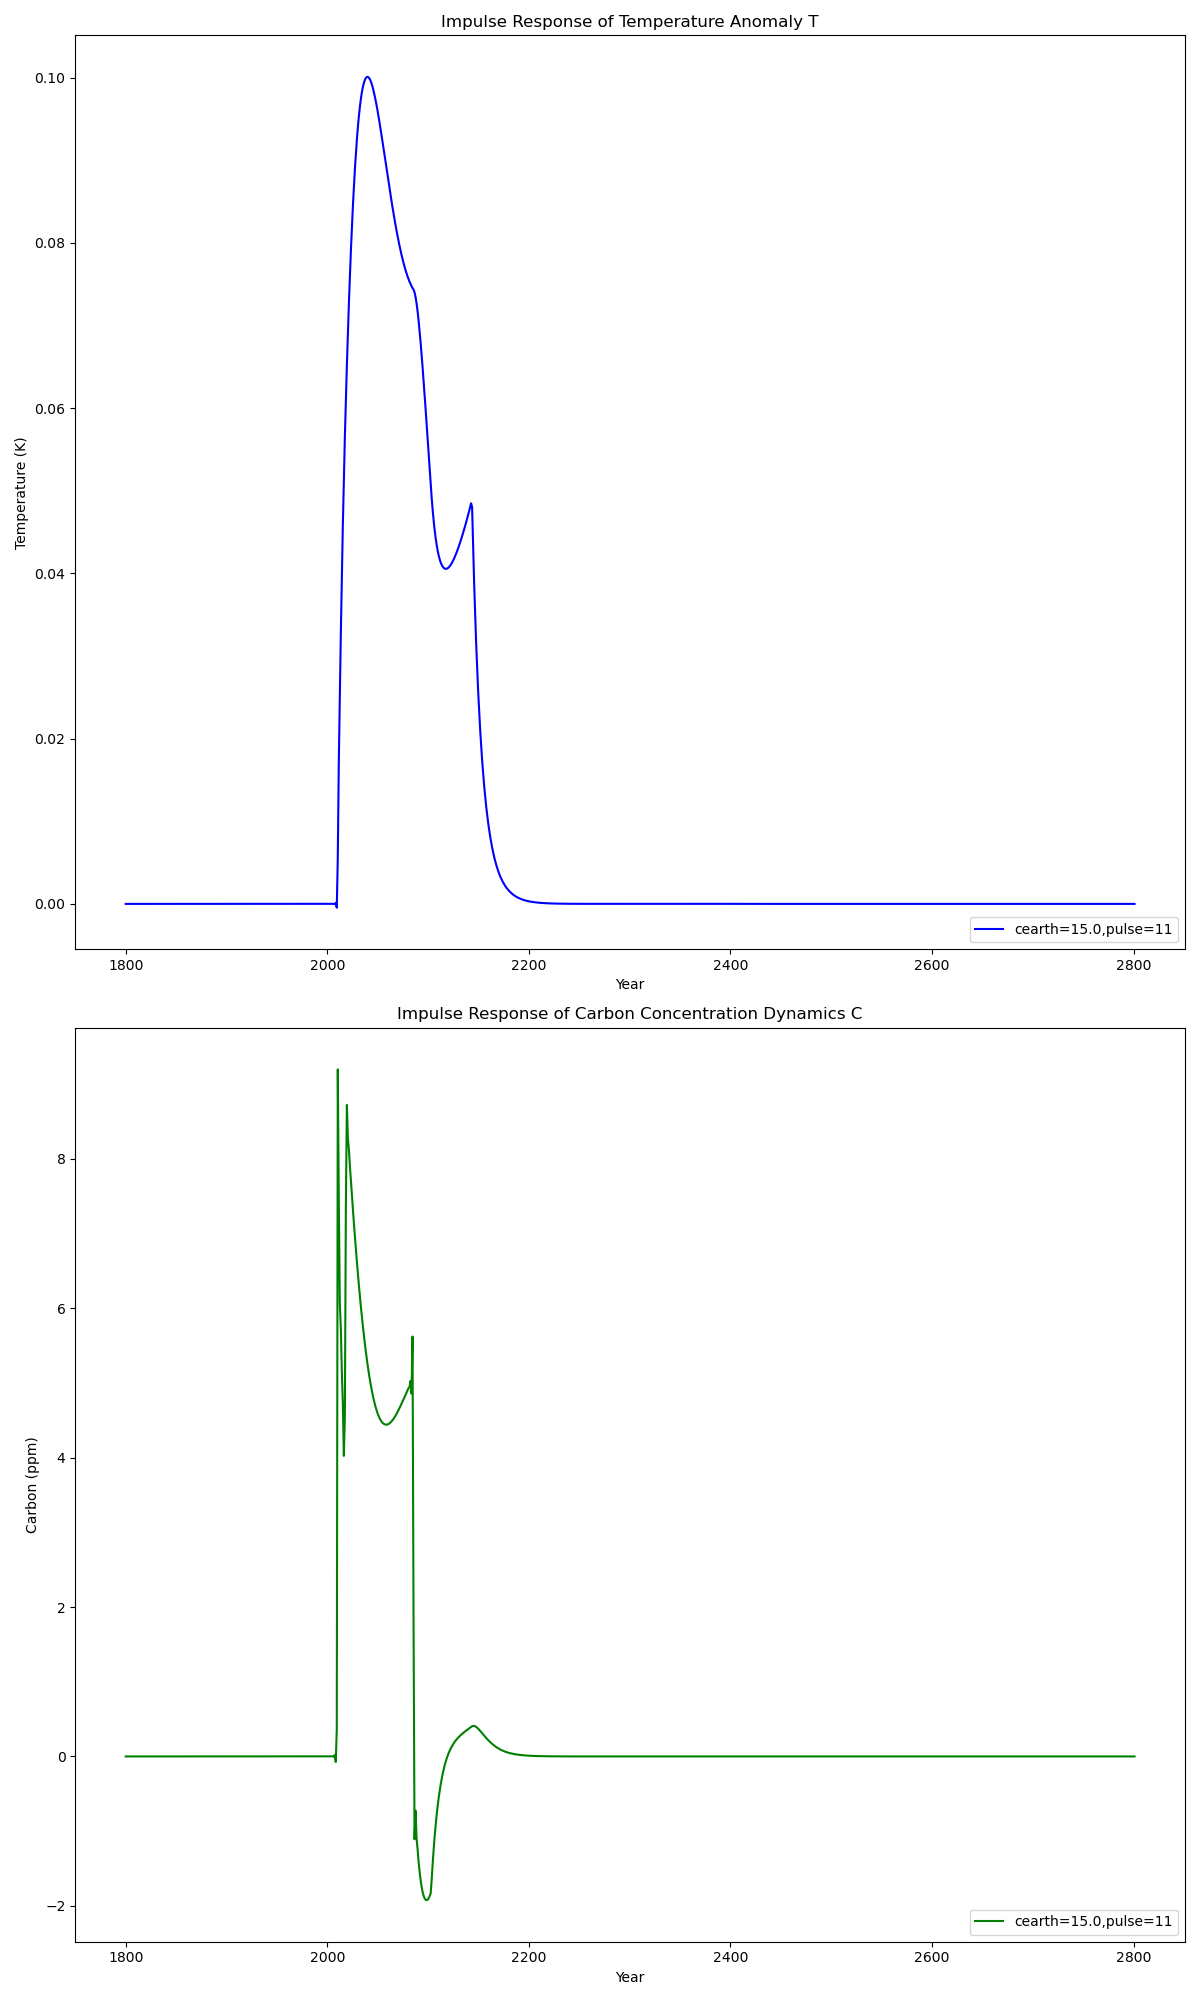 Impulse Response of Temperature Anomaly T
0.10
0.08
0.06
0.04
0.02
0.00
Temperature (K)
cearth=15.0,pulse=11
1800 2000 2200 2400 2600 2800
Year
Impulse Response of Carbon Concentration Dynamics C
8
6
4
2
0
−2
Carbon (ppm)
cearth=15.0,pulse=11
1800 2000 2200 2400 2600 2800
Year